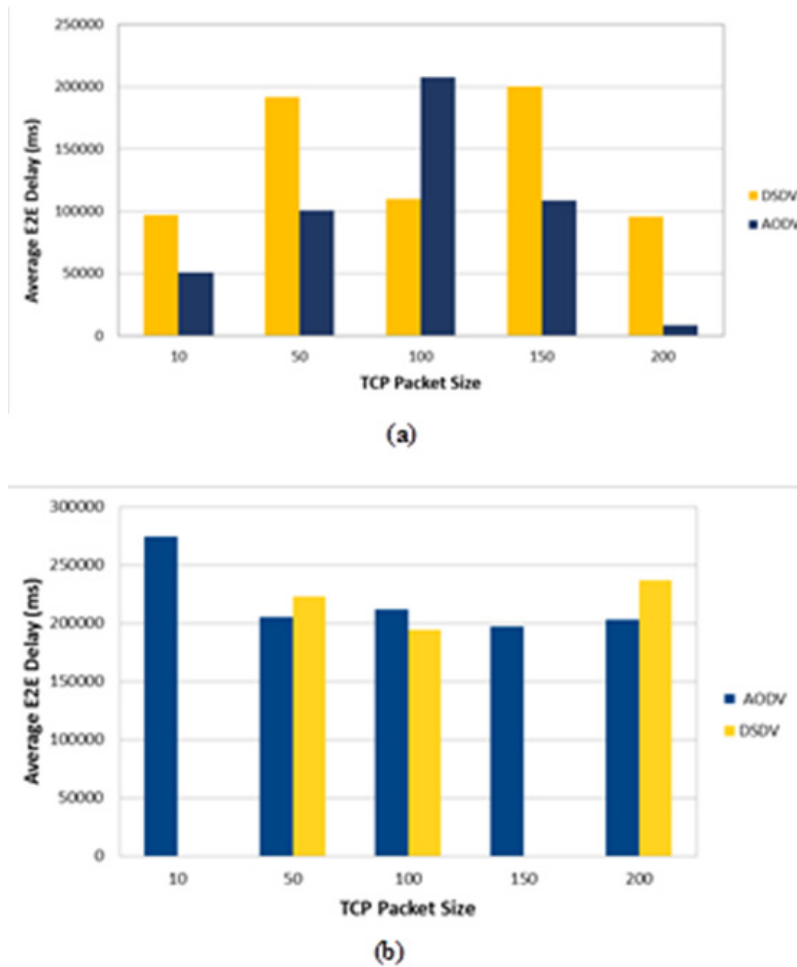 250000
200000
150000
100000
50000
0
Average E2E Delay (ms)
10 50 100 150 200
TCP Packet Size
DSDV
AODV
(a)
300000
250000
200000
150000
100000
50000
0
Average E2E Delay (ms)
10 50 100 150 200
TCP Packet Size
AODV
DSDV
(b)